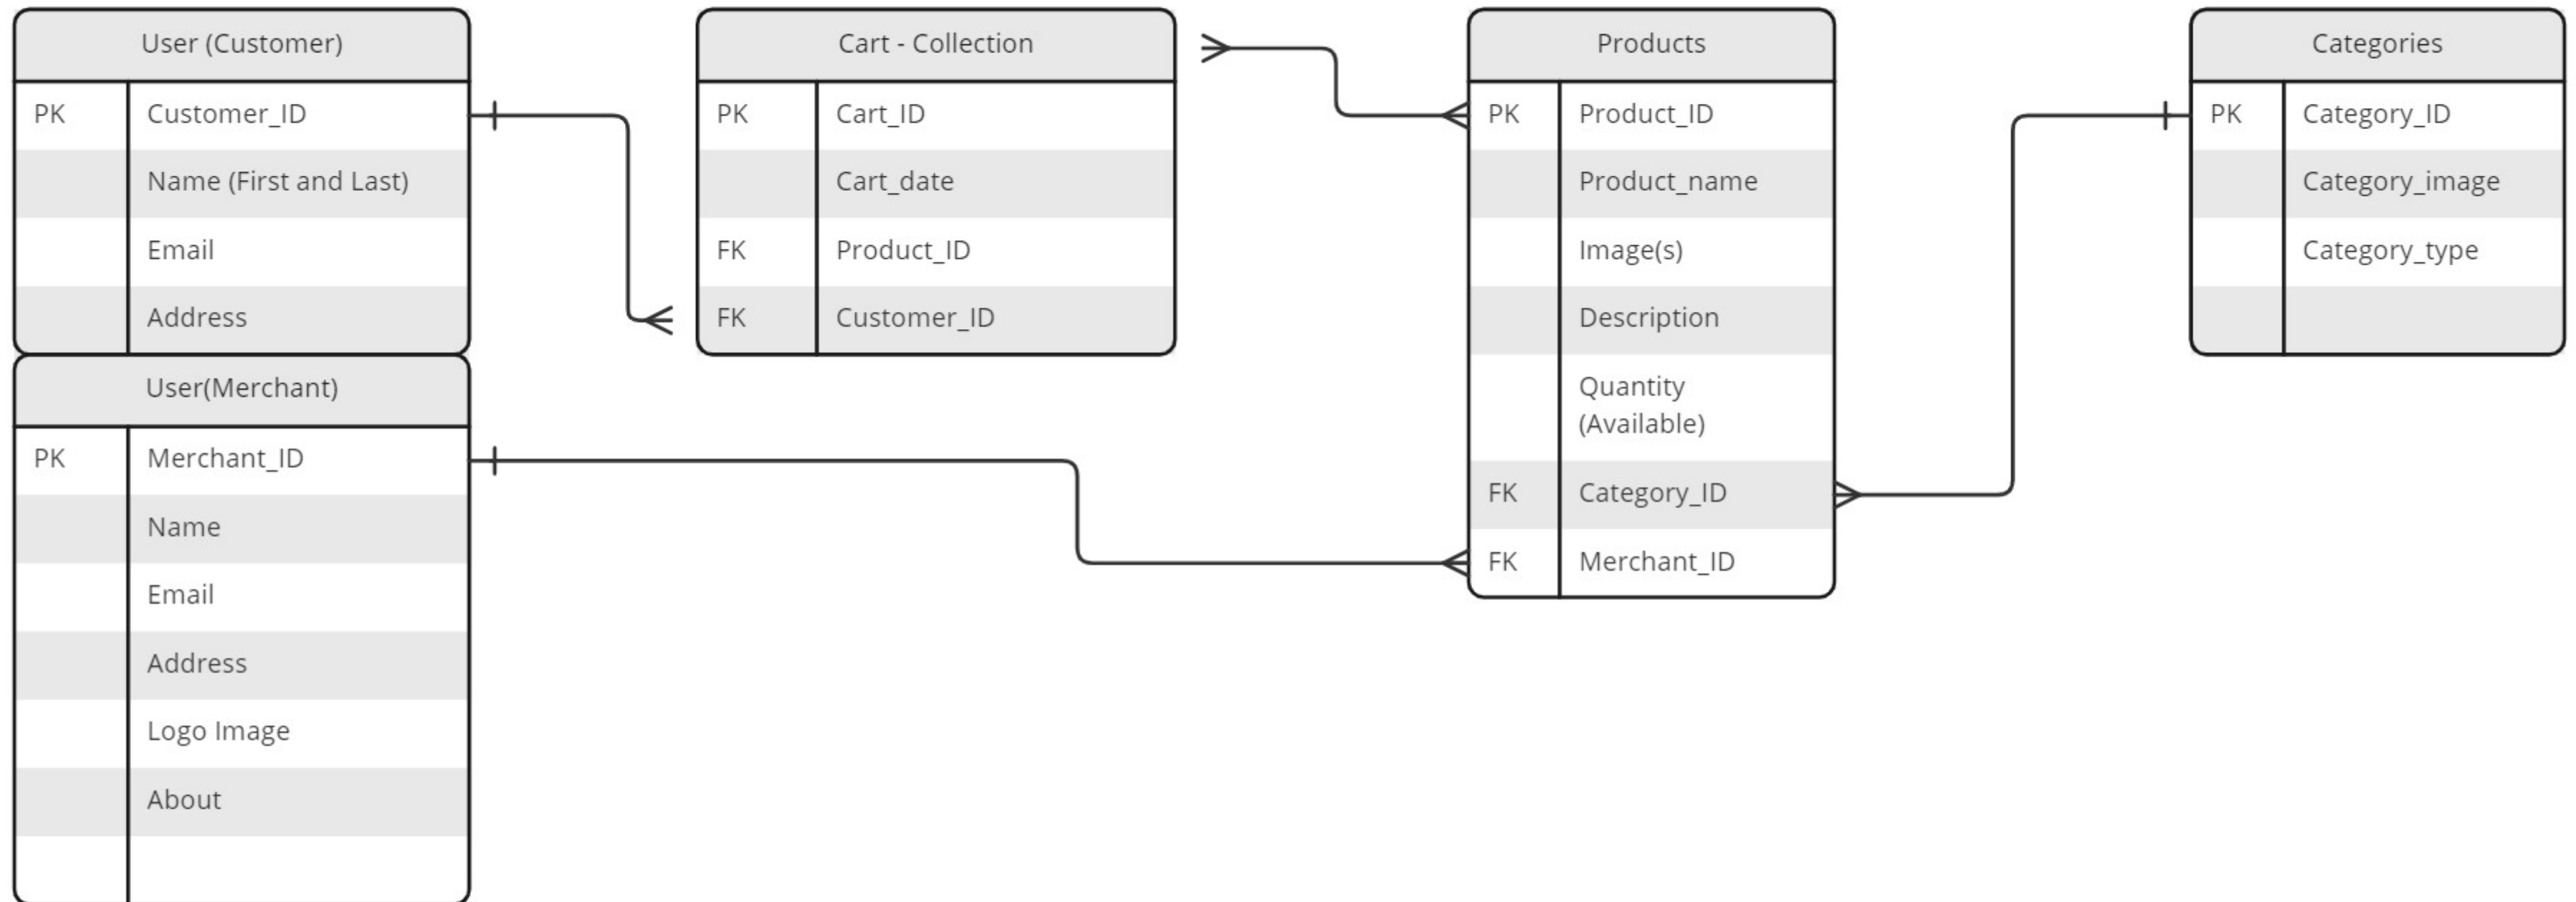 User (Customer)
PK Customer_ID
Name (First and Last)
Email
Address
User(Merchant)
PK Merchant_ID
Name
Email
Address
Logo Image
About
Cart - Collection
PK Cart_ID
Cart_date
FK Product_ID
FK Customer_ID
Products
PK Product_ID
Product_name
Image(s)
Description
Quantity
(Available)
FK Category_ID
FK Merchant_ID
Categories
PK Category_ID
Category_image
Category_type